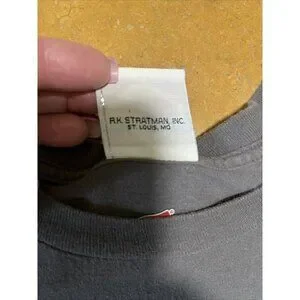 R.K. STRATMAN, INC.
ST. LOUIS, MO